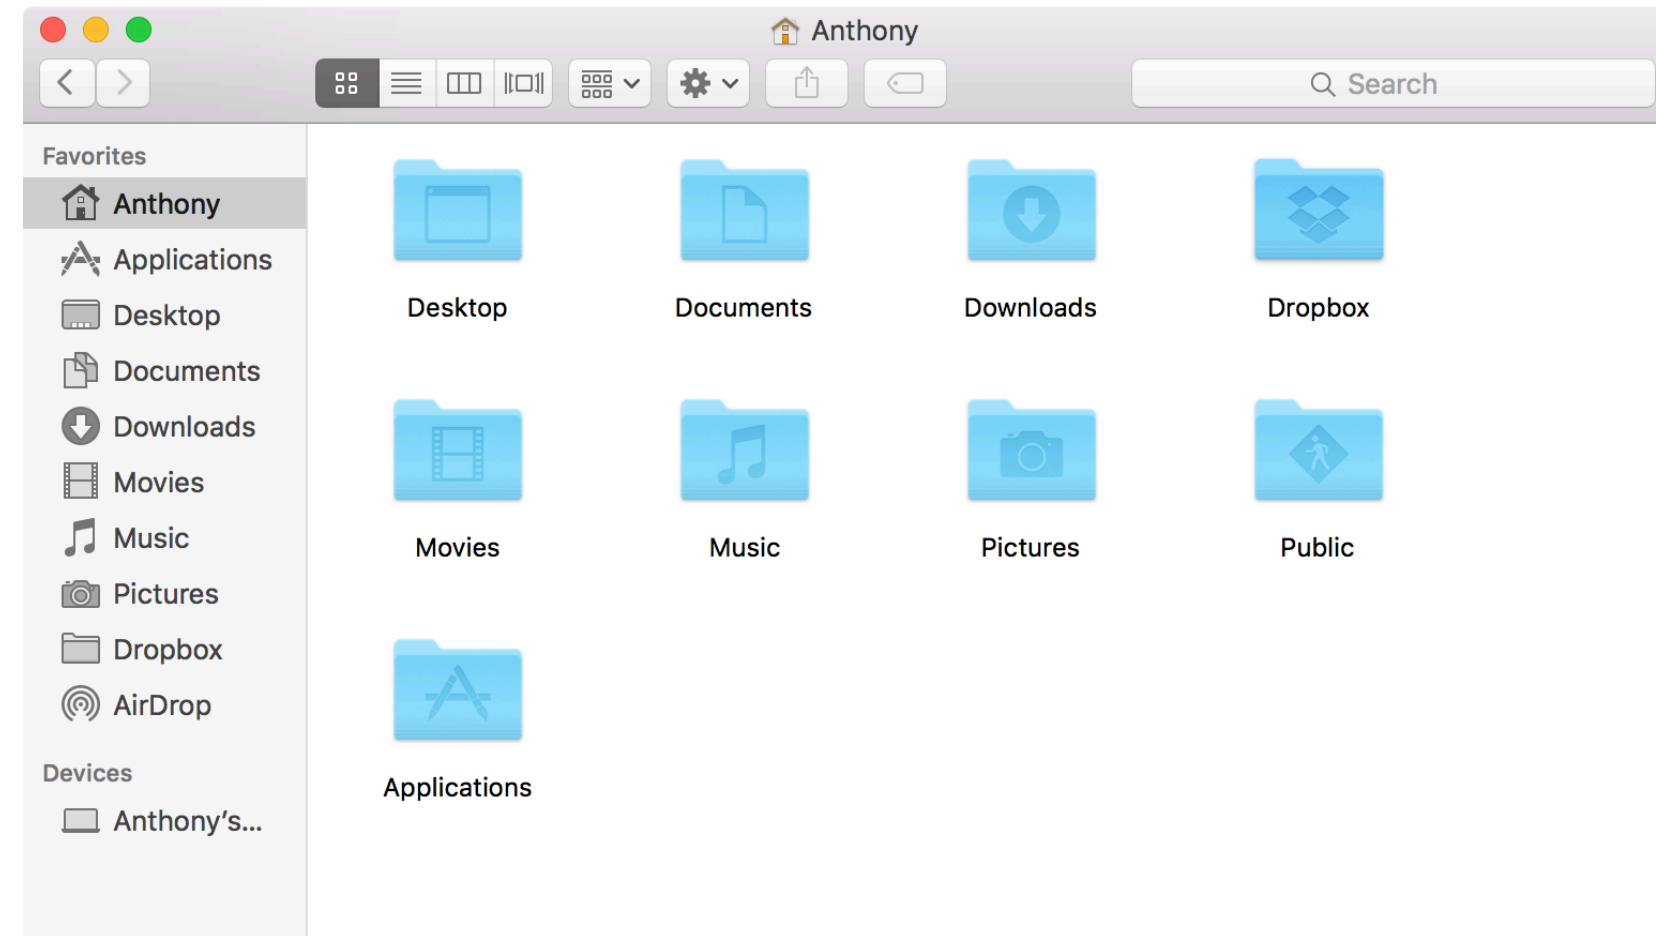 Anthony
Search
Favorites
Anthony
Applications
Desktop
Documents
Downloads
Movies
Music
Pictures
Dropbox
AirDrop
Devices
Anthony’s...
Desktop Documents Downloads Dropbox
Movies Music Pictures Public
Applications